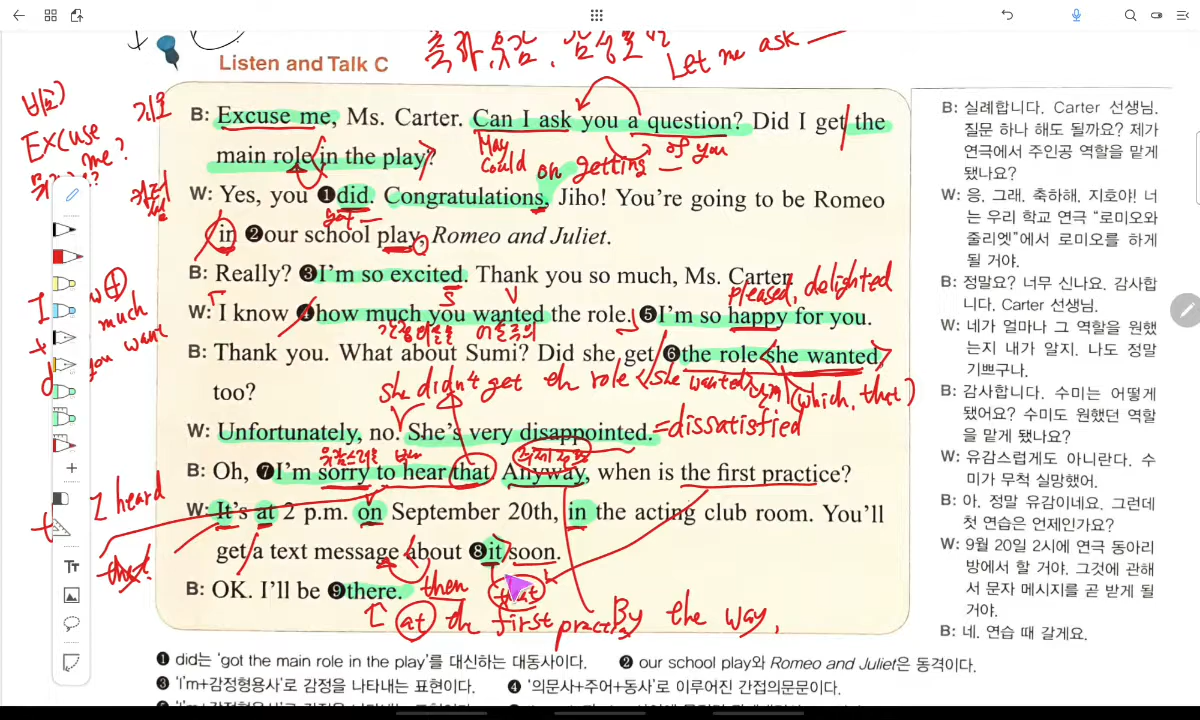 Let me ask
Listen and Talk C
비교)
Excuse
me?
B: Excuse me, Ms. Carter. Can I ask you a question? Did I get the
May
Could
of you
main role in the play?
on getting
W: Yes, you ❶did. Congratulations, Jiho! You're going to be Romeo
got
in ❷our school play, Romeo and Juliet.
B: Really? ❸I'm so excited. Thank you so much, Ms. Carter.
pleased, delighted
S
V
W: I know ❹how much you wanted the role. ❺I'm so happy for you.
much
you want
간접의문문
B: Thank you. What about Sumi? Did she get ❻the role she wanted
she didn't get the role
she wanted
(which, that)
too?
W: Unfortunately, no. She's very disappointed.
=dissatisfied
B: Oh, ❼I'm sorry to hear that. Anyway, when is the first practice?
I heard
that
W: It's at 2 p.m. on September 20th, in the acting club room. You'll
get a text message about ❽it soon.
B: OK. I'll be ❾there.
then
at the first practice
By the way,
B: 실례합니다, Carter 선생님.
질문 하나 해도 될까요? 제가
연극에서 주인공 역할을 맡게
됐나요?
W: 응, 그래. 축하해, 지호야! 너
는 우리 학교 연극 “로미오와
줄리엣”에서 로미오를 하게
될 거야.
B: 정말요? 너무 신나요. 감사합
니다, Carter 선생님.
W: 네가 얼마나 그 역할을 원했
는지 내가 알지. 나도 정말
기쁘구나.
B: 감사합니다. 수미는 어떻게
됐어요? 수미도 원했던 역할
을 맡게 됐나요?
W: 유감스럽게도 아니란다. 수
미가 무척 실망했어.
B: 아, 정말 유감이네요. 그런데
첫 연습은 언제인가요?
W: 9월 20일 2시에 연극 동아리
방에서 할 거야. 그것에 관해
서 문자 메시지를 곧 받게 될
거야.
B: 네. 연습 때 갈게요.
❶ did는 ‘got the main role in the play’를 대신하는 대동사이다.
❷ our school play와 Romeo and Juliet은 동격이다.
❸ ‘I'm+감정형용사’로 감정을 나타내는 표현이다.
❹ ‘의문사+주어+동사’로 이루어진 간접의문문이다.